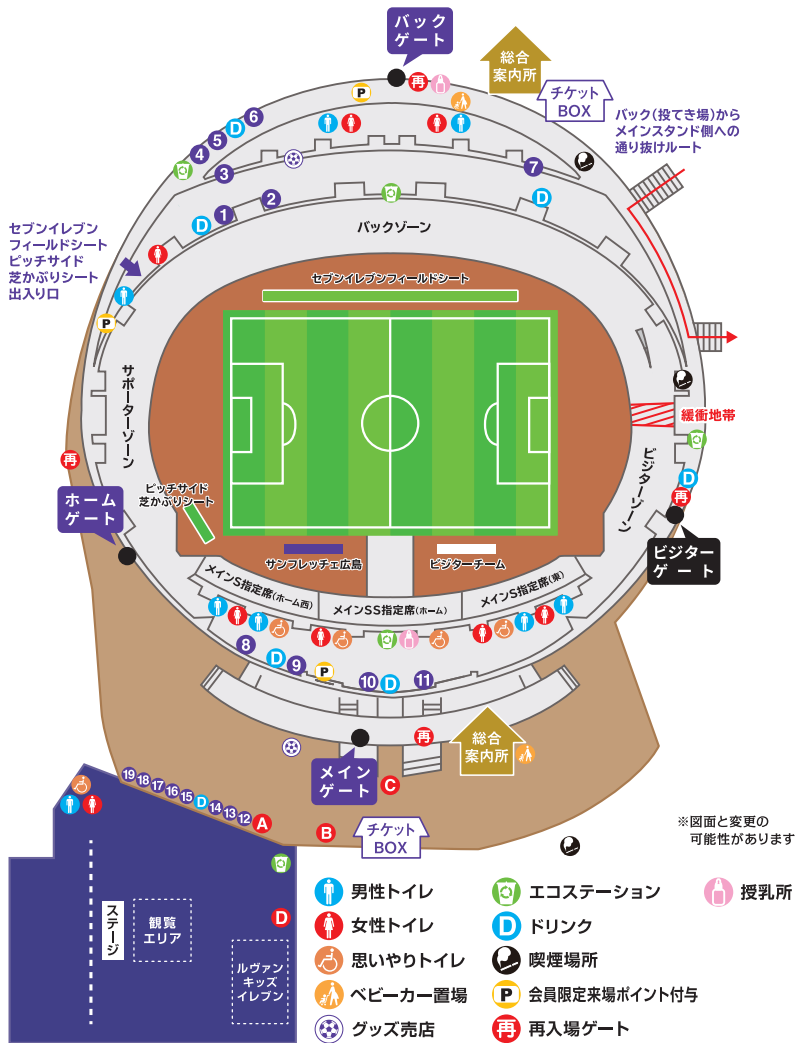 バック
ゲート
総合
案内所
チケット
BOX
P
再
バック(投てき場)から
メインスタンド側への
通り抜けルート
6
D
5
4
3
7
2
1
D
D
バックゾーン
セブンイレブン
フィールドシート
ピッチサイド
芝かぶりシート
出入り口
P
セブンイレブンフィールドシート
サポーターゾーン
緩衝地帯
ビジターゾーン
再
D
再
ホーム
ゲート
ピッチサイド
芝かぶりシート
ビジター
ゲート
サンフレッチェ広島
ビジターチーム
メインS指定席(ホーム西)
メインSS指定席(ホーム)
メインS指定席(東)
8
D
9
P
10
D
11
再
総合
案内所
メイン
ゲート
C
19
18
17
16
15
D
14
13
12
A
B
チケット
BOX
※図面と変更の
可能性があります
D
ステージ
観覧
エリア
ルヴァン
キッズ
イレブン
男性トイレ
女性トイレ
思いやりトイレ
ベビーカー置場
グッズ売店
エコステーション
D ドリンク
喫煙場所
P 会員限定来場ポイント付与
再 再入場ゲート
授乳所